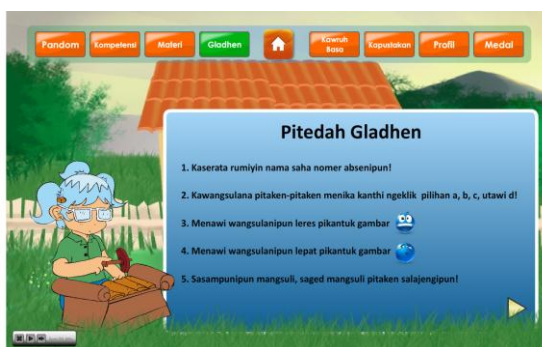 Pandom
Kompetensi
Materi
Gladhen
Kawruh
Basa
Kapustakan
Profil
Medal
Pitedah Gladhen
1. Kaserata rumiyin nama saha nomer absenipun!
2. Kawangsulana pitaken-pitaken menika kanthi ngeklik pilihan a, b, c, utawi d!
3. Menawi wangsulanipun leres pikantuk gambar
4. Menawi wangsulanipun lepat pikantuk gambar
5. Sasampunipun mangsuli, saged mangsuli pitaken salajengipun!